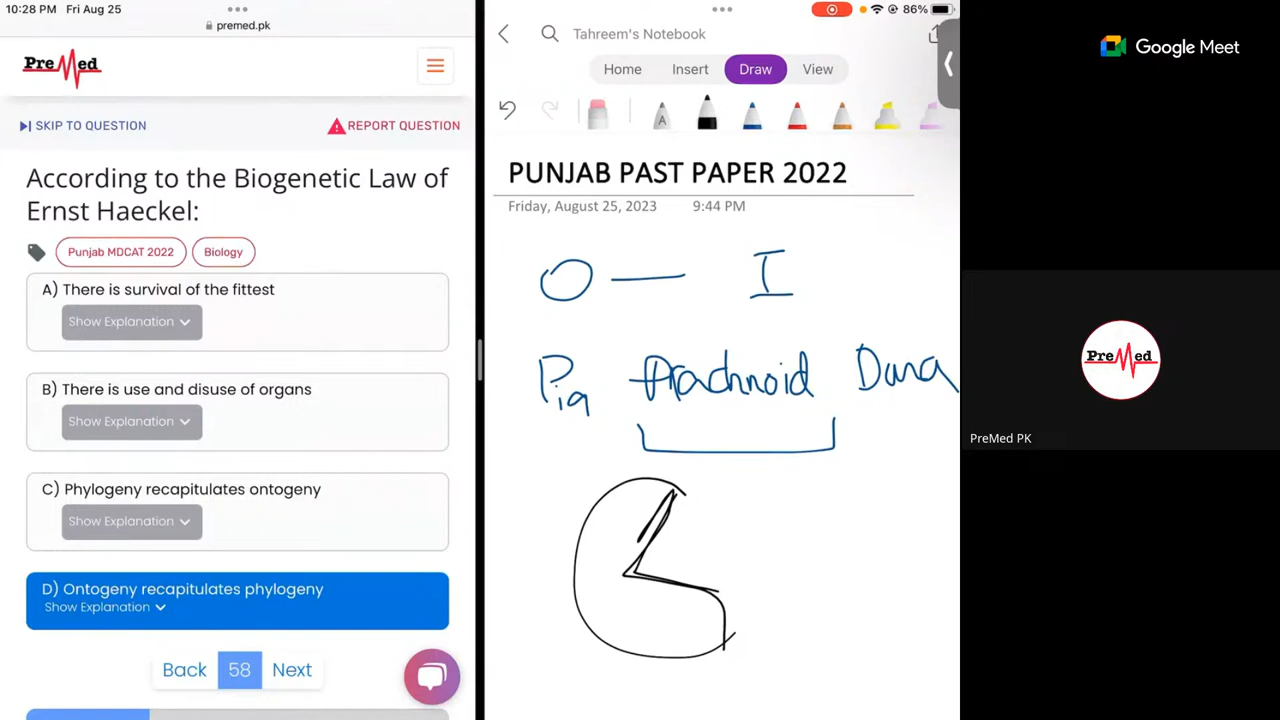 10:28 PM Fri Aug 25
premed.pk
PreMed
SKIP TO QUESTION
REPORT QUESTION
According to the Biogenetic Law of
Ernst Haeckel:
Punjab MDCAT 2022
Biology
A) There is survival of the fittest
Show Explanation
B) There is use and disuse of organs
Show Explanation
C) Phylogeny recapitulates ontogeny
Show Explanation
D) Ontogeny recapitulates phylogeny
Show Explanation
Back 58 Next
86%
Tahreem's Notebook
Home Insert Draw View
A
PUNJAB PAST PAPER 2022
Friday, August 25, 2023 9:44 PM
O — I
Pia Arachnoid Dura
Google Meet
PreMed
PreMed PK